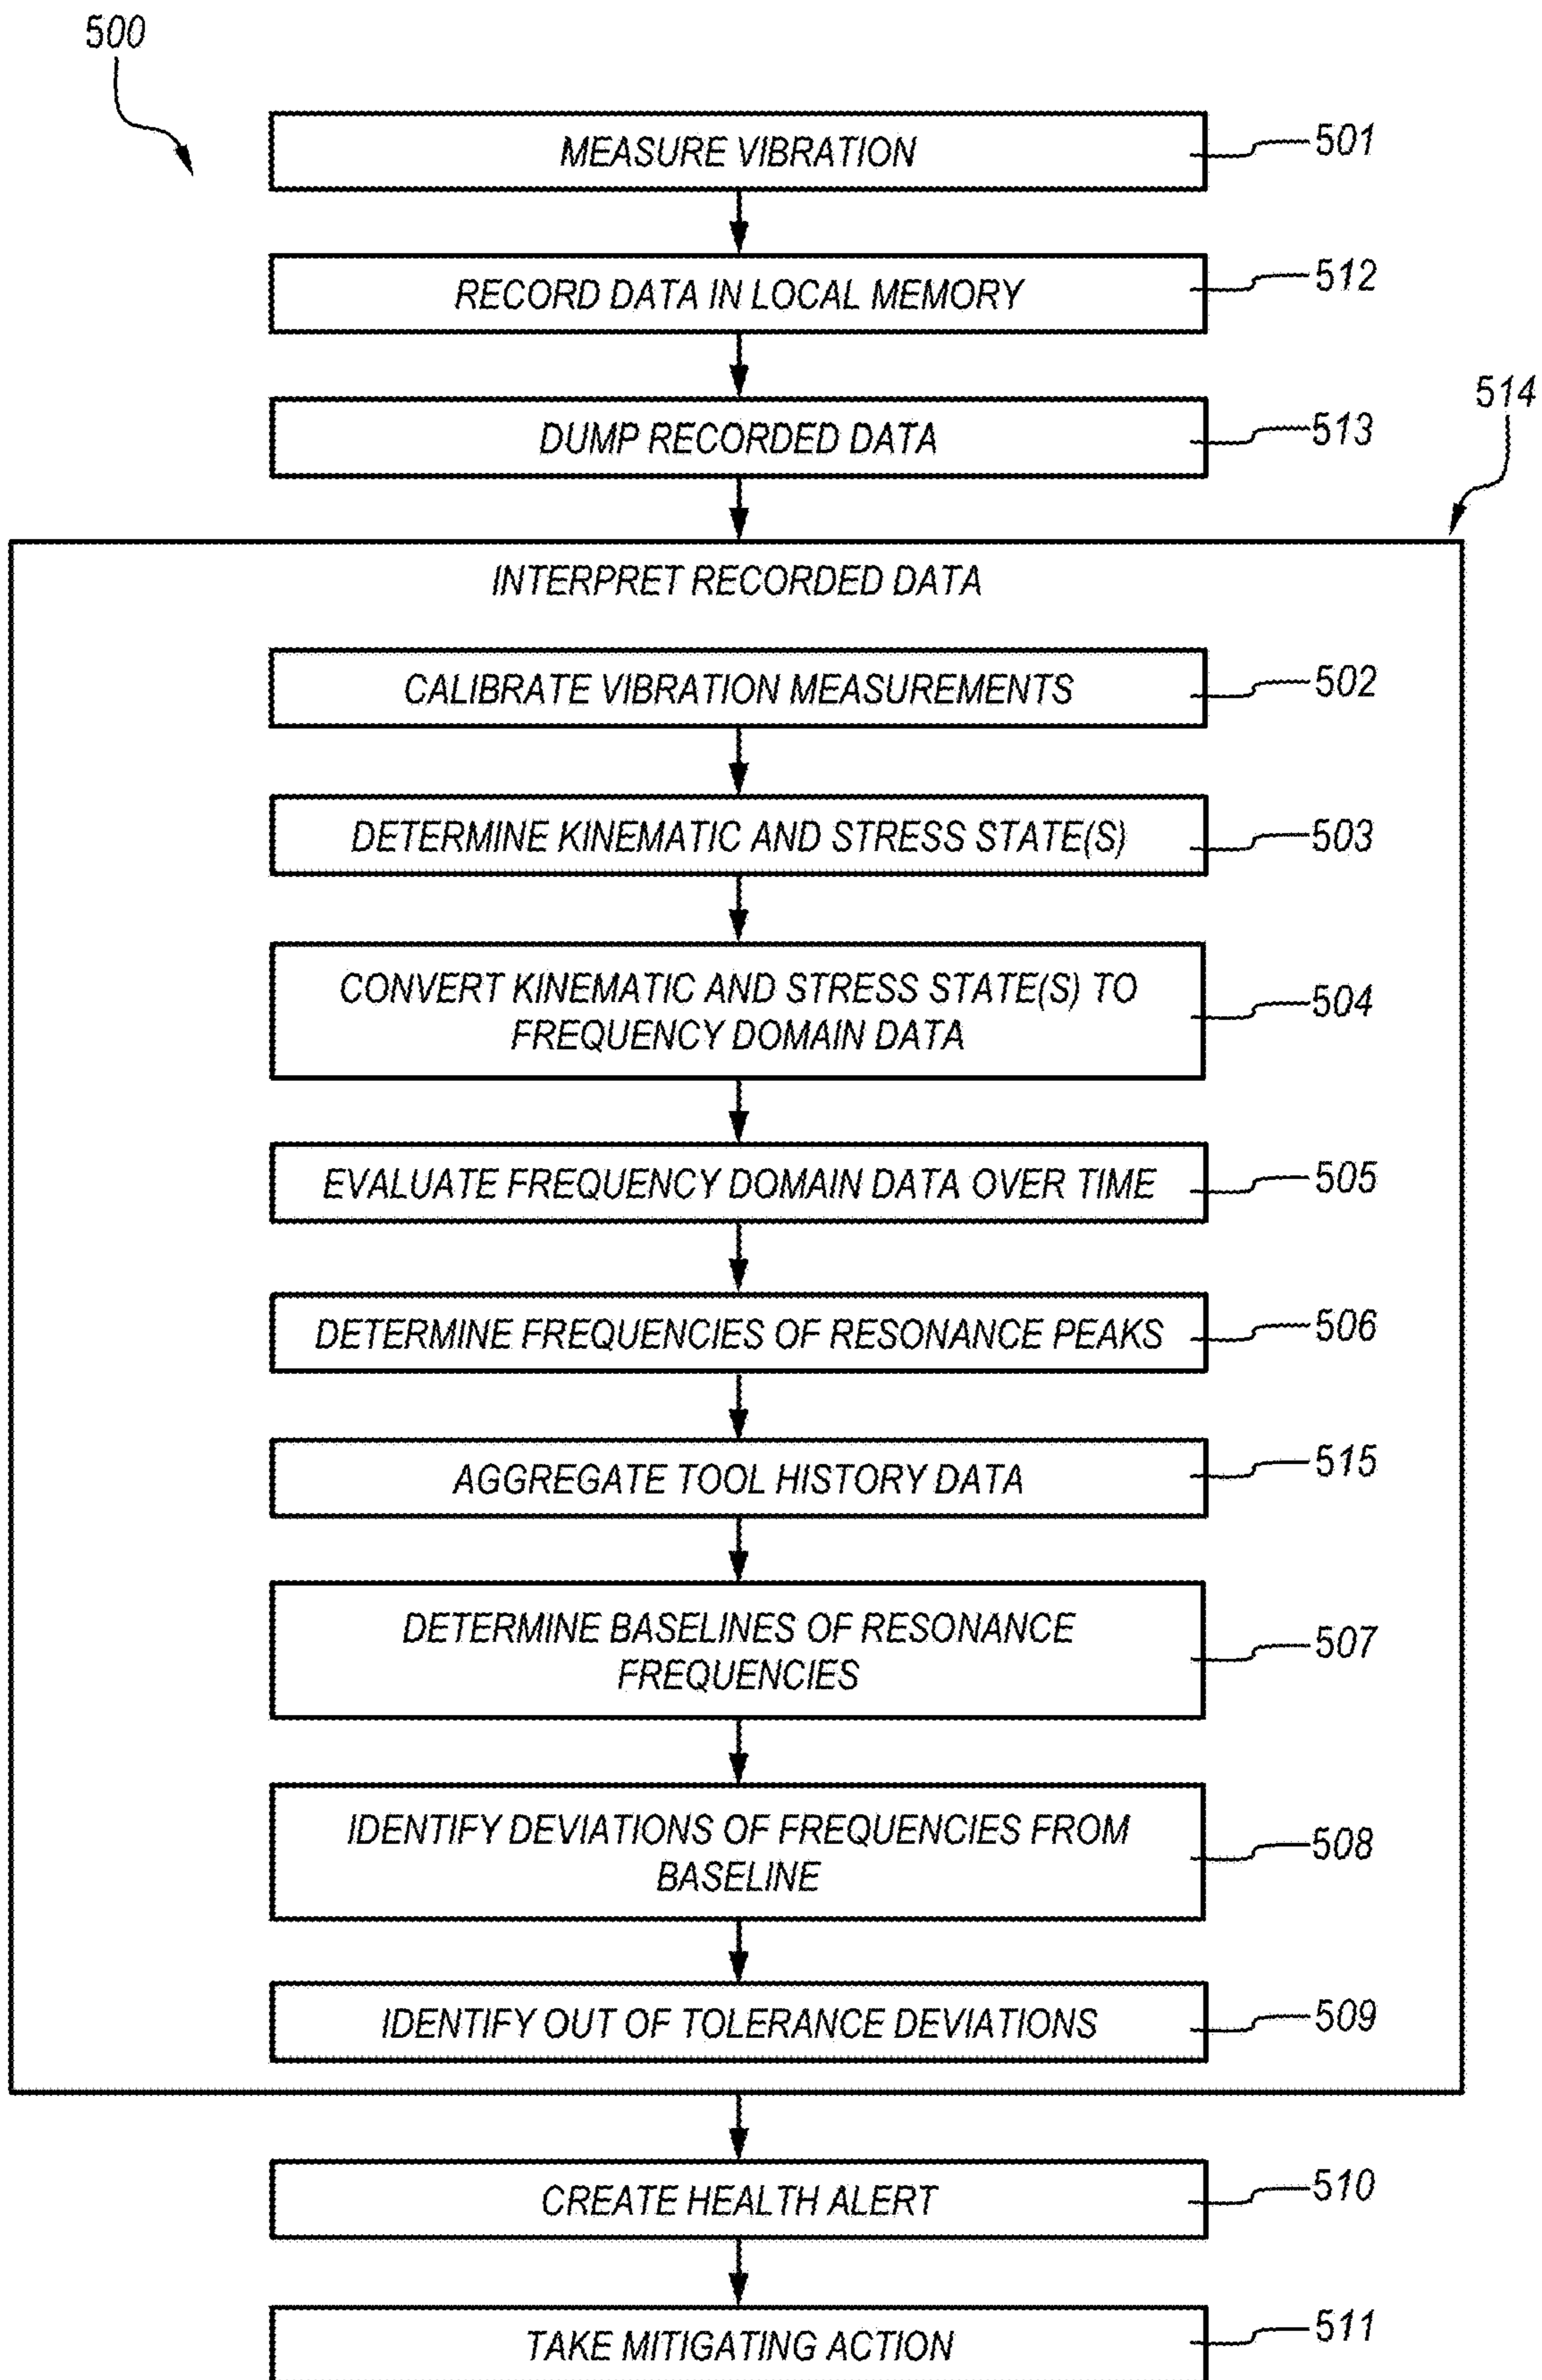 500
MEASURE VIBRATION
501
RECORD DATA IN LOCAL MEMORY
512
DUMP RECORDED DATA
513
514
INTERPRET RECORDED DATA
CALIBRATE VIBRATION MEASUREMENTS
502
DETERMINE KINEMATIC AND STRESS STATE(S)
503
CONVERT KINEMATIC AND STRESS STATE(S) TO
FREQUENCY DOMAIN DATA
504
EVALUATE FREQUENCY DOMAIN DATA OVER TIME
505
DETERMINE FREQUENCIES OF RESONANCE PEAKS
506
AGGREGATE TOOL HISTORY DATA
515
DETERMINE BASELINES OF RESONANCE
FREQUENCIES
507
IDENTIFY DEVIATIONS OF FREQUENCIES FROM
BASELINE
508
IDENTIFY OUT OF TOLERANCE DEVIATIONS
509
CREATE HEALTH ALERT
510
TAKE MITIGATING ACTION
511